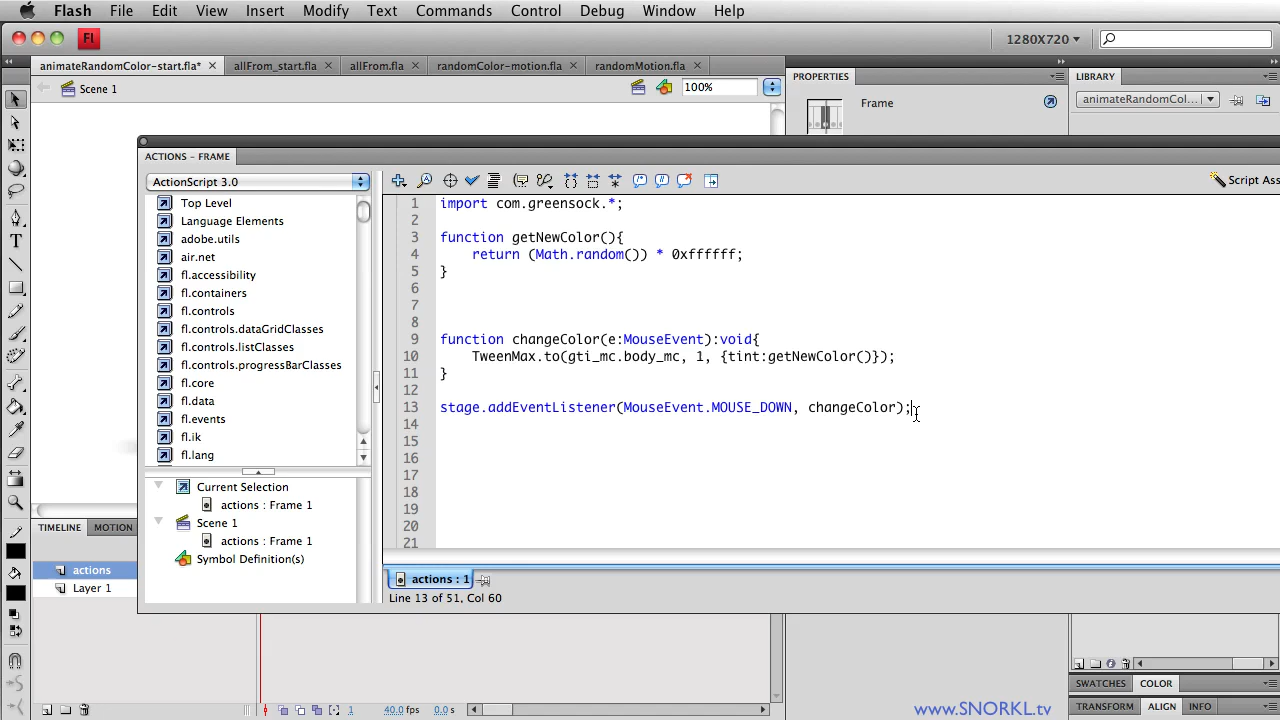 Flash File Edit View Insert Modify Text Commands Control Debug Window Help
Fl 1280X720
animateRandomColor-start.fla* allFrom_start.fla allFrom.fla randomColor-motion.fla randomMotion.fla
PROPERTIES LIBRARY
Scene 1 100%
Frame animateRandomCol...
ACTIONS - FRAME
ActionScript 3.0
Script Ass
Top Level
Language Elements
adobe.utils
air.net
fl.accessibility
fl.containers
fl.controls
fl.controls.dataGridClasses
fl.controls.listClasses
fl.controls.progressBarClasses
fl.core
fl.data
fl.events
fl.ik
fl.lang
Current Selection
actions : Frame 1
Scene 1
actions : Frame 1
Symbol Definition(s)
1 import com.greensock.*;
2
3 function getNewColor(){
4 return (Math.random()) * 0xffffff;
5 }
6
7
8
9 function changeColor(e:MouseEvent):void{
10 TweenMax.to(gti_mc.body_mc, 1, {tint:getNewColor()});
11 }
12
13 stage.addEventListener(MouseEvent.MOUSE_DOWN, changeColor);
14
15
16
17
18
19
20
21
actions : 1
Line 13 of 51, Col 60
TIMELINE MOTION
actions
Layer 1
1 40.0 fps 0.0 s
SWATCHES COLOR
TRANSFORM ALIGN INFO
www.SNORKL.tv